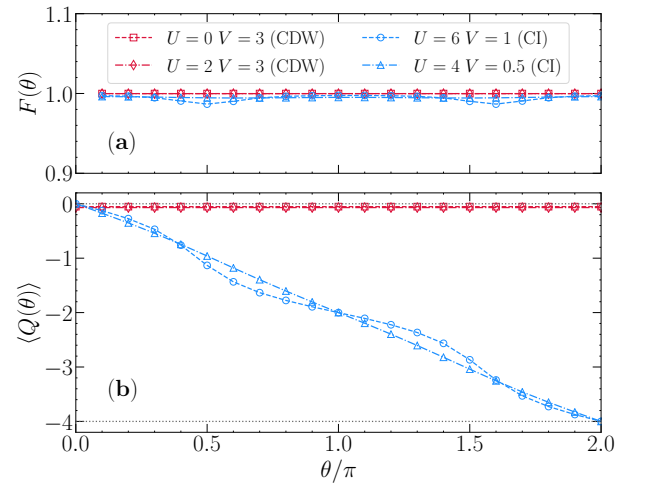 1.1
U = 0 V = 3 (CDW)
U = 2 V = 3 (CDW)
U = 6 V = 1 (CI)
U = 4 V = 0.5 (CI)
1.0
0.9
F(θ)
(a)
0
−1
−2
−3
−4
⟨Q(θ)⟩
(b)
0.0 0.5 1.0 1.5 2.0
θ/π